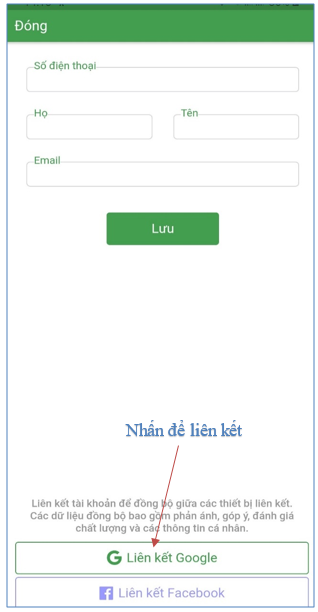 Đóng
Số điện thoại
Họ Tên
Email
Lưu
Nhấn để liên kết
Liên kết tài khoản để đồng bộ giữa các thiết bị liên kết.
Các dữ liệu đồng bộ bao gồm phản ánh, góp ý, đánh giá
chất lượng và các thông tin cá nhân.
Liên kết Google
Liên kết Facebook